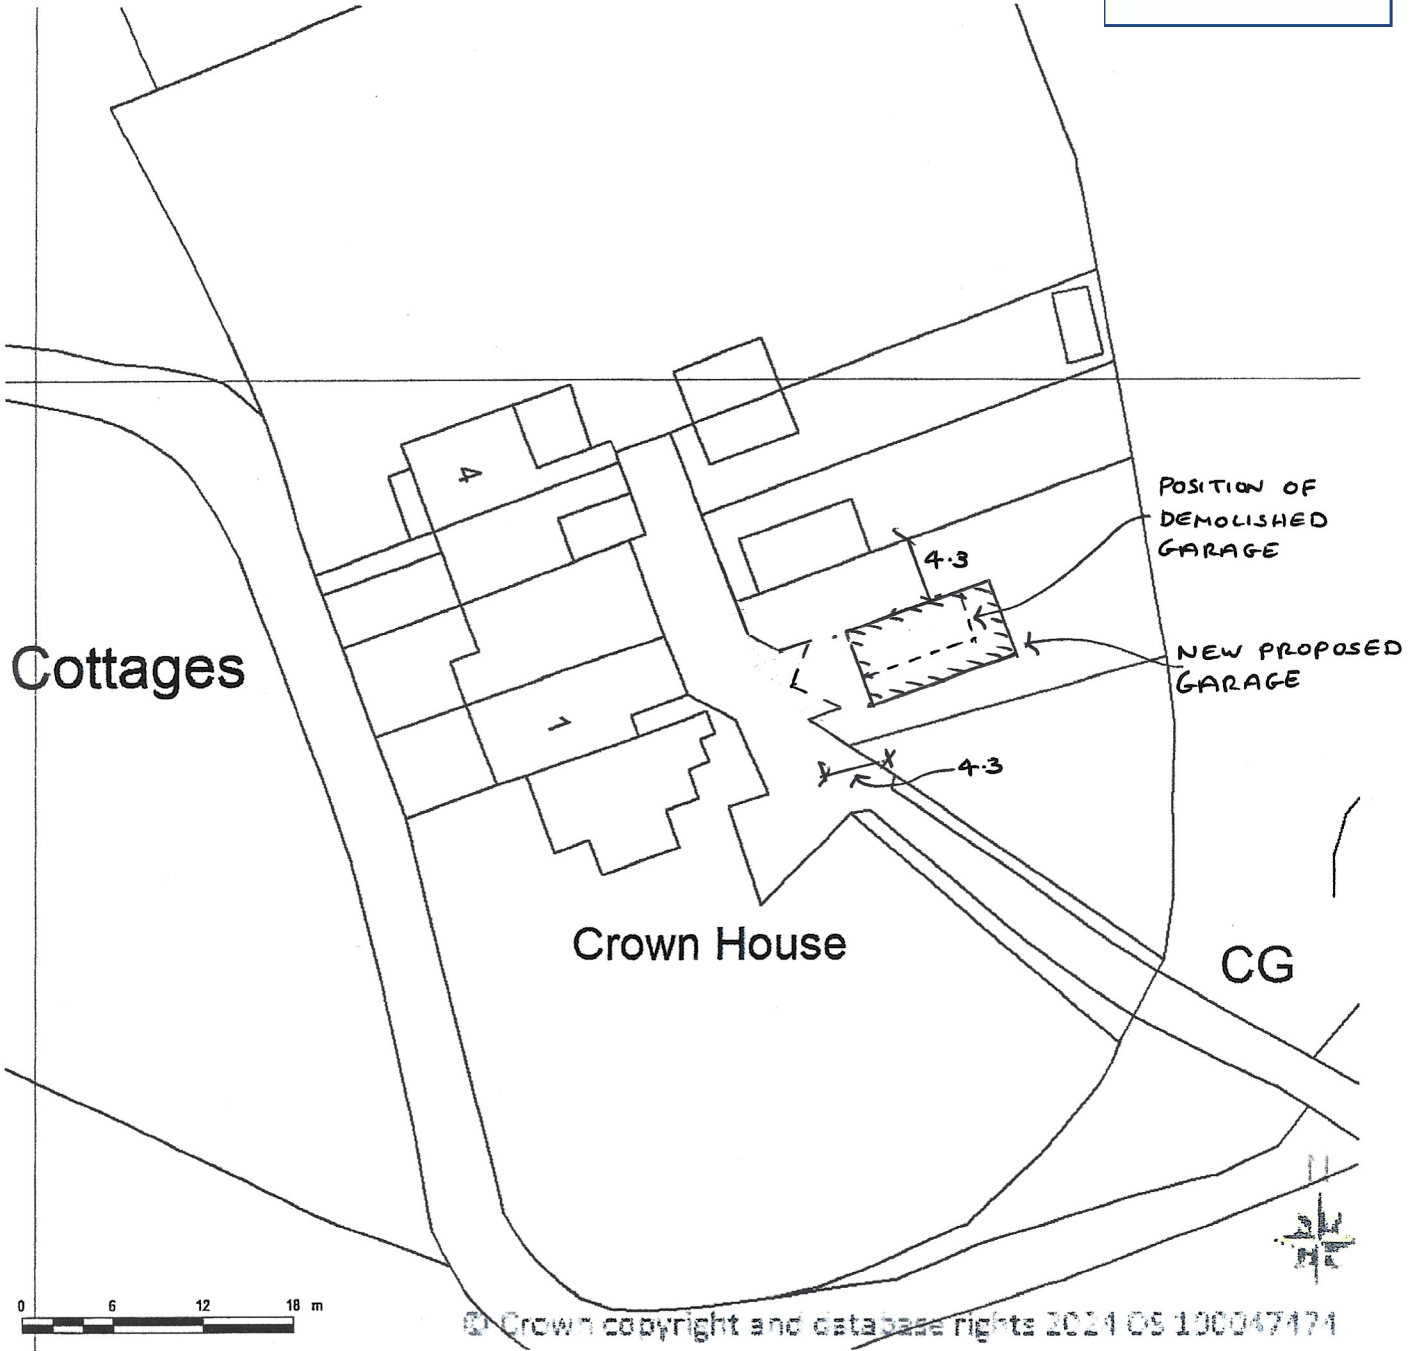 4
4.3
POSITION OF
DEMOLISHED
GARAGE
Cottages
NEW PROPOSED
GARAGE
1
4.3
Crown House
CG
N
0 6 12 18 m
© Crown copyright and database rights 2024 OS 100047474